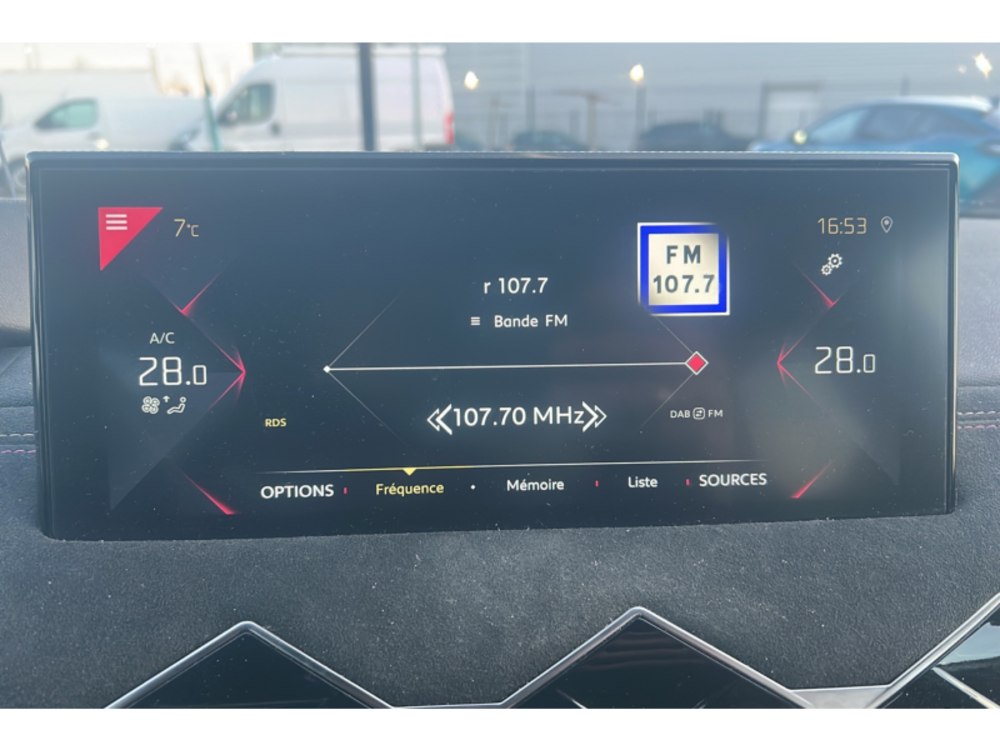 7°C
16:53
FM
107.7
r 107.7
Bande FM
A/C
28.0
28.0
107.70 MHz
DAB FM
RDS
OPTIONS Fréquence Mémoire Liste SOURCES